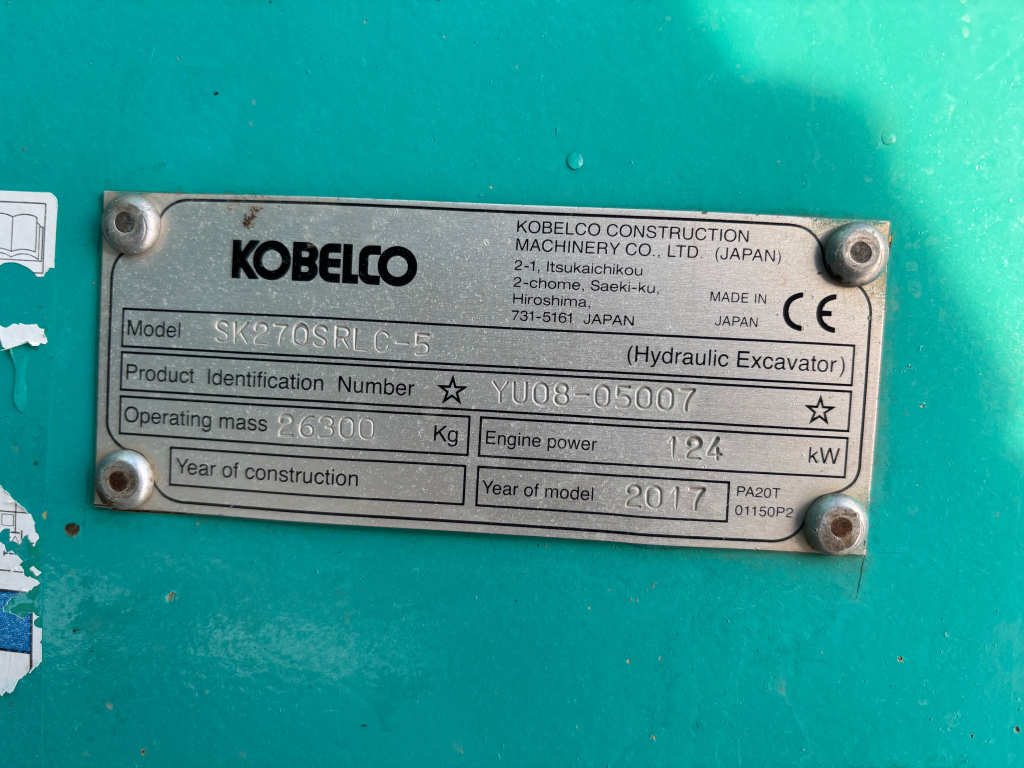 KOBELCO
KOBELCO CONSTRUCTION
MACHINERY CO., LTD. (JAPAN)
2-1, Itsukaichikou
2-chome, Saeki-ku,
Hiroshima,
731-5161 JAPAN
MADE IN
JAPAN
CE
Model SK270SRLC-5 (Hydraulic Excavator)
Product Identification Number ☆ YU08-05007 ☆
Operating mass 26300 Kg
Engine power 124 kW
Year of construction
Year of model 2017
PA20T
01150P2